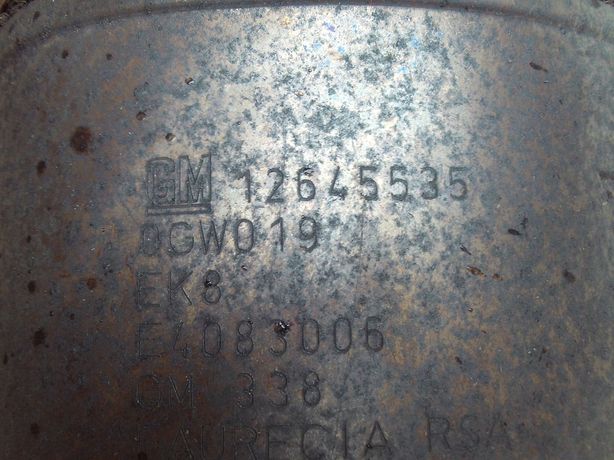 GM 12645535
0GW019
EK8
E4083006
GM 338
FAURECIA RSA